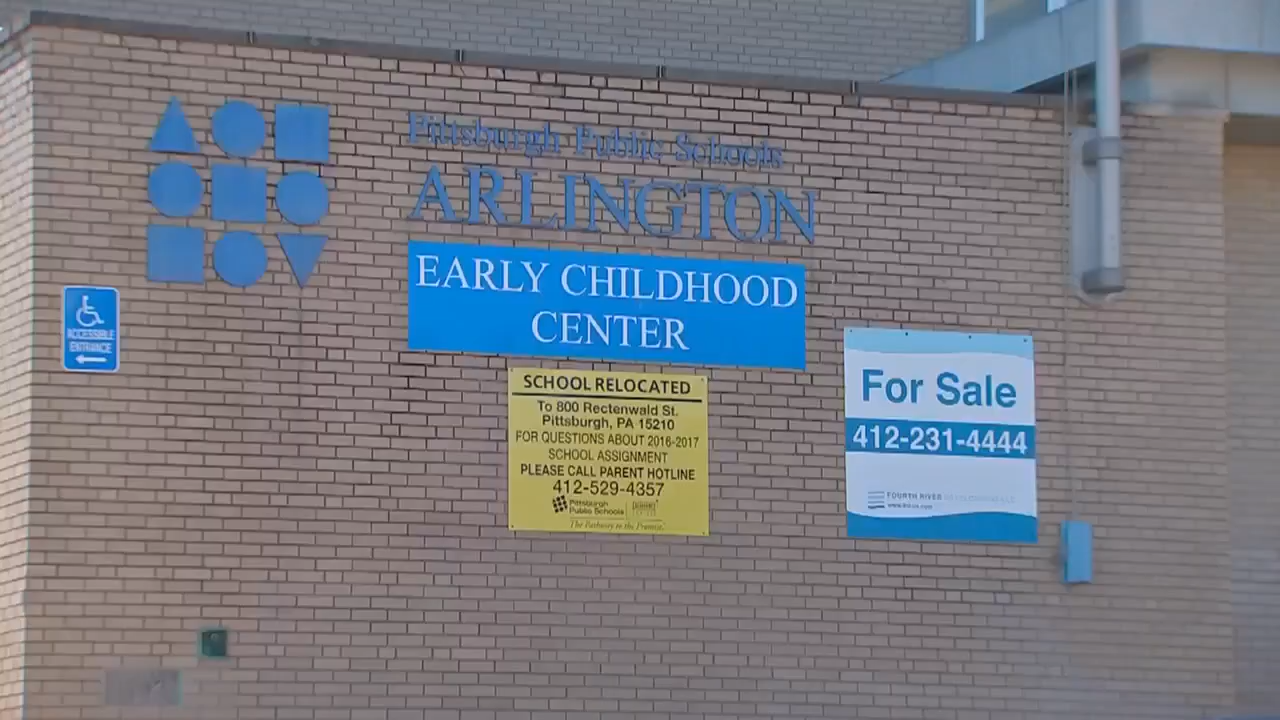 Pittsburgh Public Schools
ARLINGTON
EARLY CHILDHOOD
CENTER
ACCESSIBLE
ENTRANCE
SCHOOL RELOCATED
To 800 Rectenwald St.
Pittsburgh, PA 15210
FOR QUESTIONS ABOUT 2016-2017
SCHOOL ASSIGNMENT
PLEASE CALL PARENT HOTLINE
412-529-4357
Pittsburgh
Public Schools
The Pathway to the Promise.
For Sale
412-231-4444
FOURTH RIVER